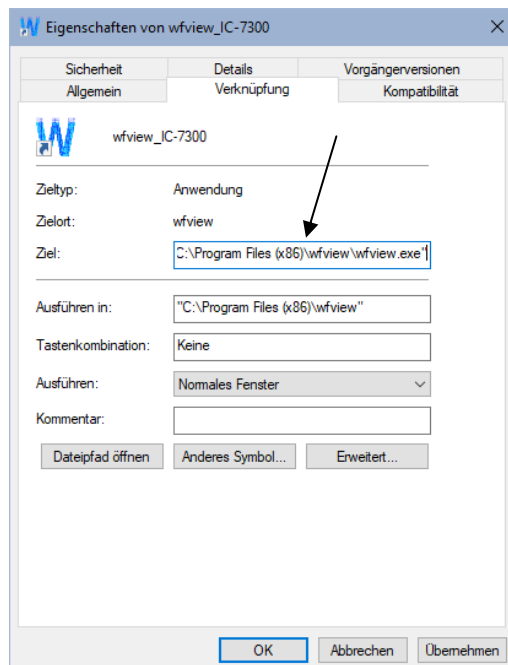 Eigenschaften von wfview_IC-7300
Sicherheit Details Vorgängerversionen
Allgemein Verknüpfung Kompatibilität
wfview_IC-7300
Zieltyp: Anwendung
Zielort: wfview
Ziel: C:\Program Files (x86)\wfview\wfview.exe"
Ausführen in: "C:\Program Files (x86)\wfview"
Tastenkombination: Keine
Ausführen: Normales Fenster
Kommentar:
Dateipfad öffnen Anderes Symbol... Erweitert...
OK Abbrechen Übernehmen